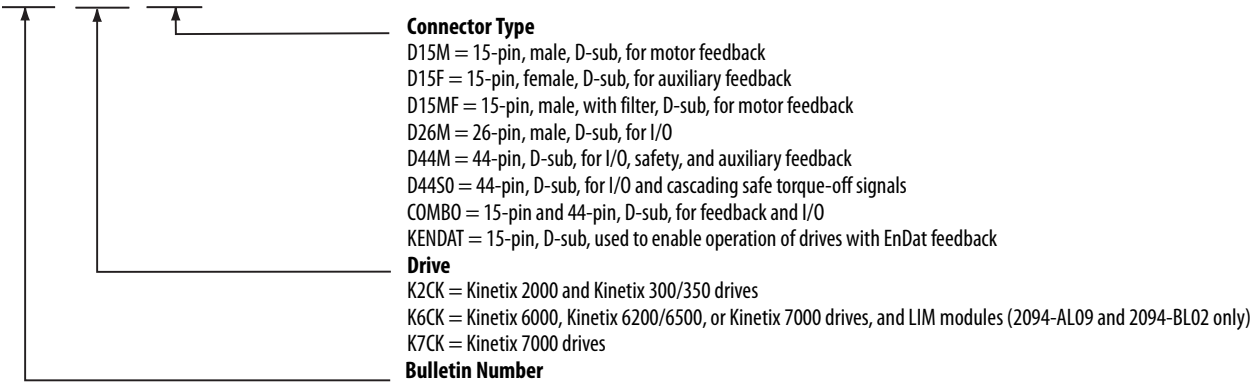 Connector Type
D15M = 15-pin, male, D-sub, for motor feedback
D15F = 15-pin, female, D-sub, for auxiliary feedback
D15MF = 15-pin, male, with filter, D-sub, for motor feedback
D26M = 26-pin, male, D-sub, for I/O
D44M = 44-pin, D-sub, for I/O, safety, and auxiliary feedback
D44S0 = 44-pin, D-sub, for I/O and cascading safe torque-off signals
COMBO = 15-pin and 44-pin, D-sub, for feedback and I/O
KENDAT = 15-pin, D-sub, used to enable operation of drives with EnDat feedback
Drive
K2CK = Kinetix 2000 and Kinetix 300/350 drives
K6CK = Kinetix 6000, Kinetix 6200/6500, or Kinetix 7000 drives, and LIM modules (2094-AL09 and 2094-BL02 only)
K7CK = Kinetix 7000 drives
Bulletin Number